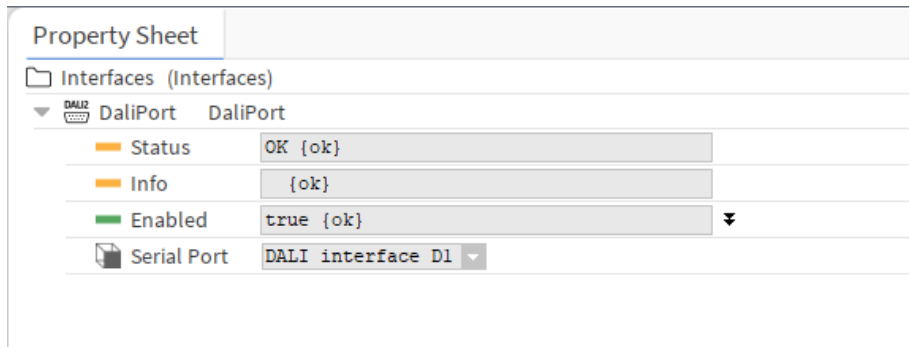 Property Sheet
Interfaces (Interfaces)
DALI2 DaliPort DaliPort
Status OK {ok}
Info {ok}
Enabled true {ok}
Serial Port DALI interface D1